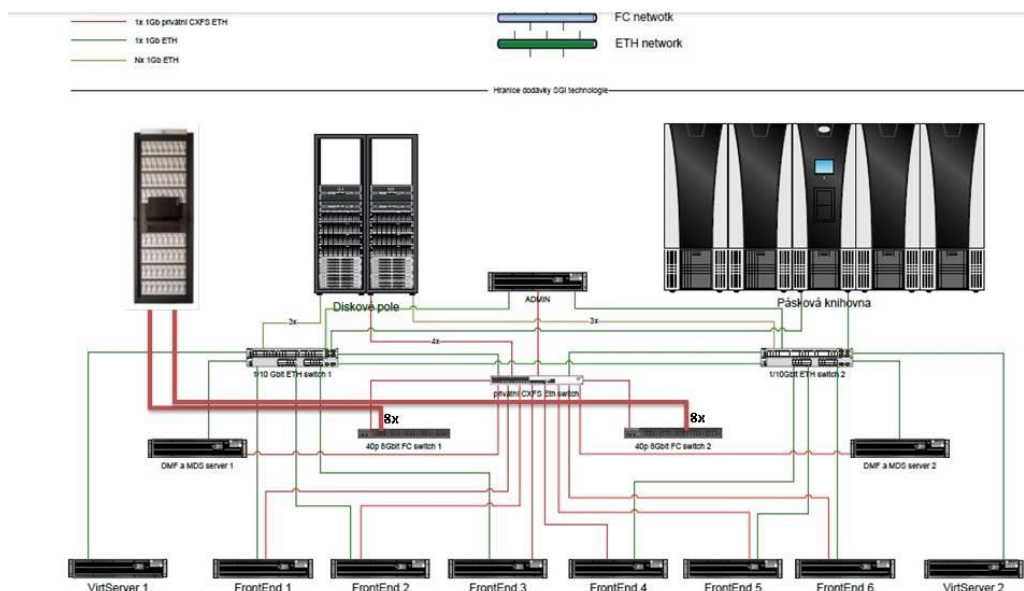 1x 1Gb privátní CXFS ETH
1x 1Gb ETH
Nx 1Gb ETH
FC netwotk
ETH network
Hranice dodávky SGI technologie
Diskové pole
ADMIN
Pásková knihovna
3x
4x
3x
1/10 Gbit ETH switch 1
1/10Gbit ETH switch 2
privátní CXFS Eth switch
8x
8x
40p 8Gbit FC switch 1
40p 8Gbit FC switch 2
DMF a MDS server 1
DMF a MDS server 2
VirtServer 1
FrontEnd 1
FrontEnd 2
FrontEnd 3
FrontEnd 4
FrontEnd 5
FrontEnd 6
VirtServer 2